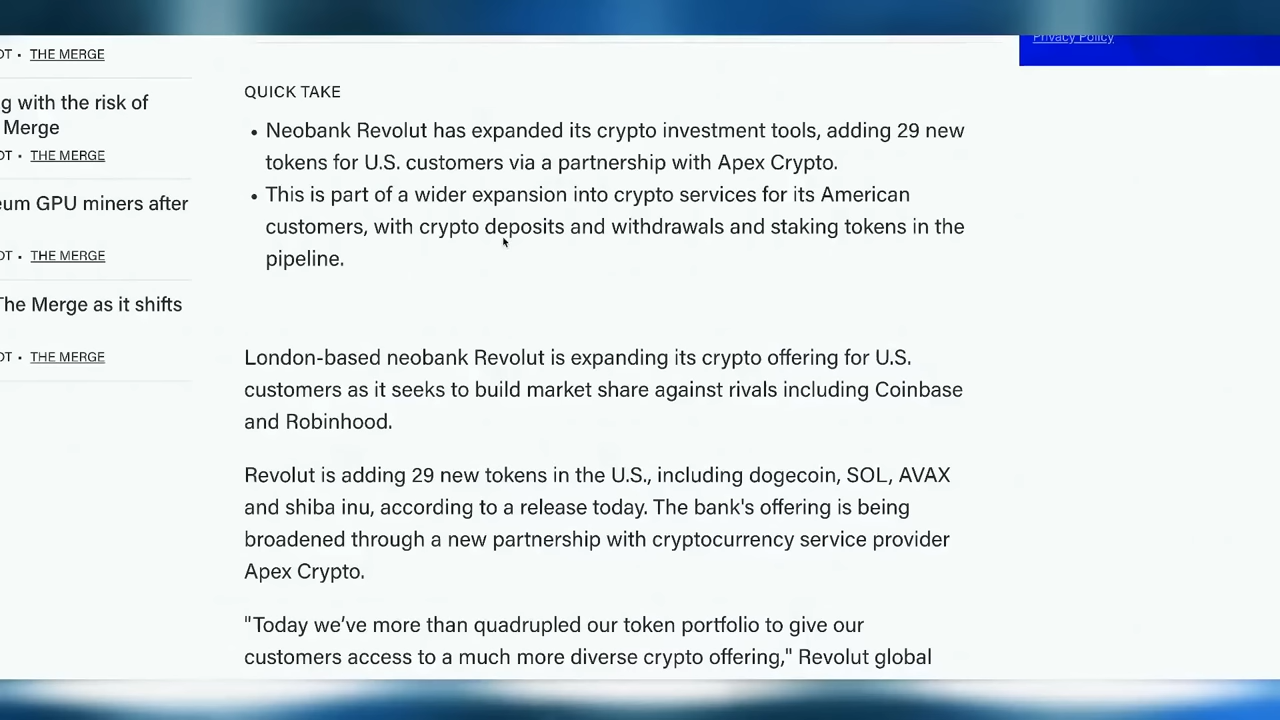 OT • THE MERGE
g with the risk of
Merge
OT • THE MERGE
eum GPU miners after
OT • THE MERGE
The Merge as it shifts
OT • THE MERGE
Privacy Policy
QUICK TAKE
• Neobank Revolut has expanded its crypto investment tools, adding 29 new
tokens for U.S. customers via a partnership with Apex Crypto.
• This is part of a wider expansion into crypto services for its American
customers, with crypto deposits and withdrawals and staking tokens in the
pipeline.
London-based neobank Revolut is expanding its crypto offering for U.S.
customers as it seeks to build market share against rivals including Coinbase
and Robinhood.
Revolut is adding 29 new tokens in the U.S., including dogecoin, SOL, AVAX
and shiba inu, according to a release today. The bank's offering is being
broadened through a new partnership with cryptocurrency service provider
Apex Crypto.
"Today we’ve more than quadrupled our token portfolio to give our
customers access to a much more diverse crypto offering," Revolut global